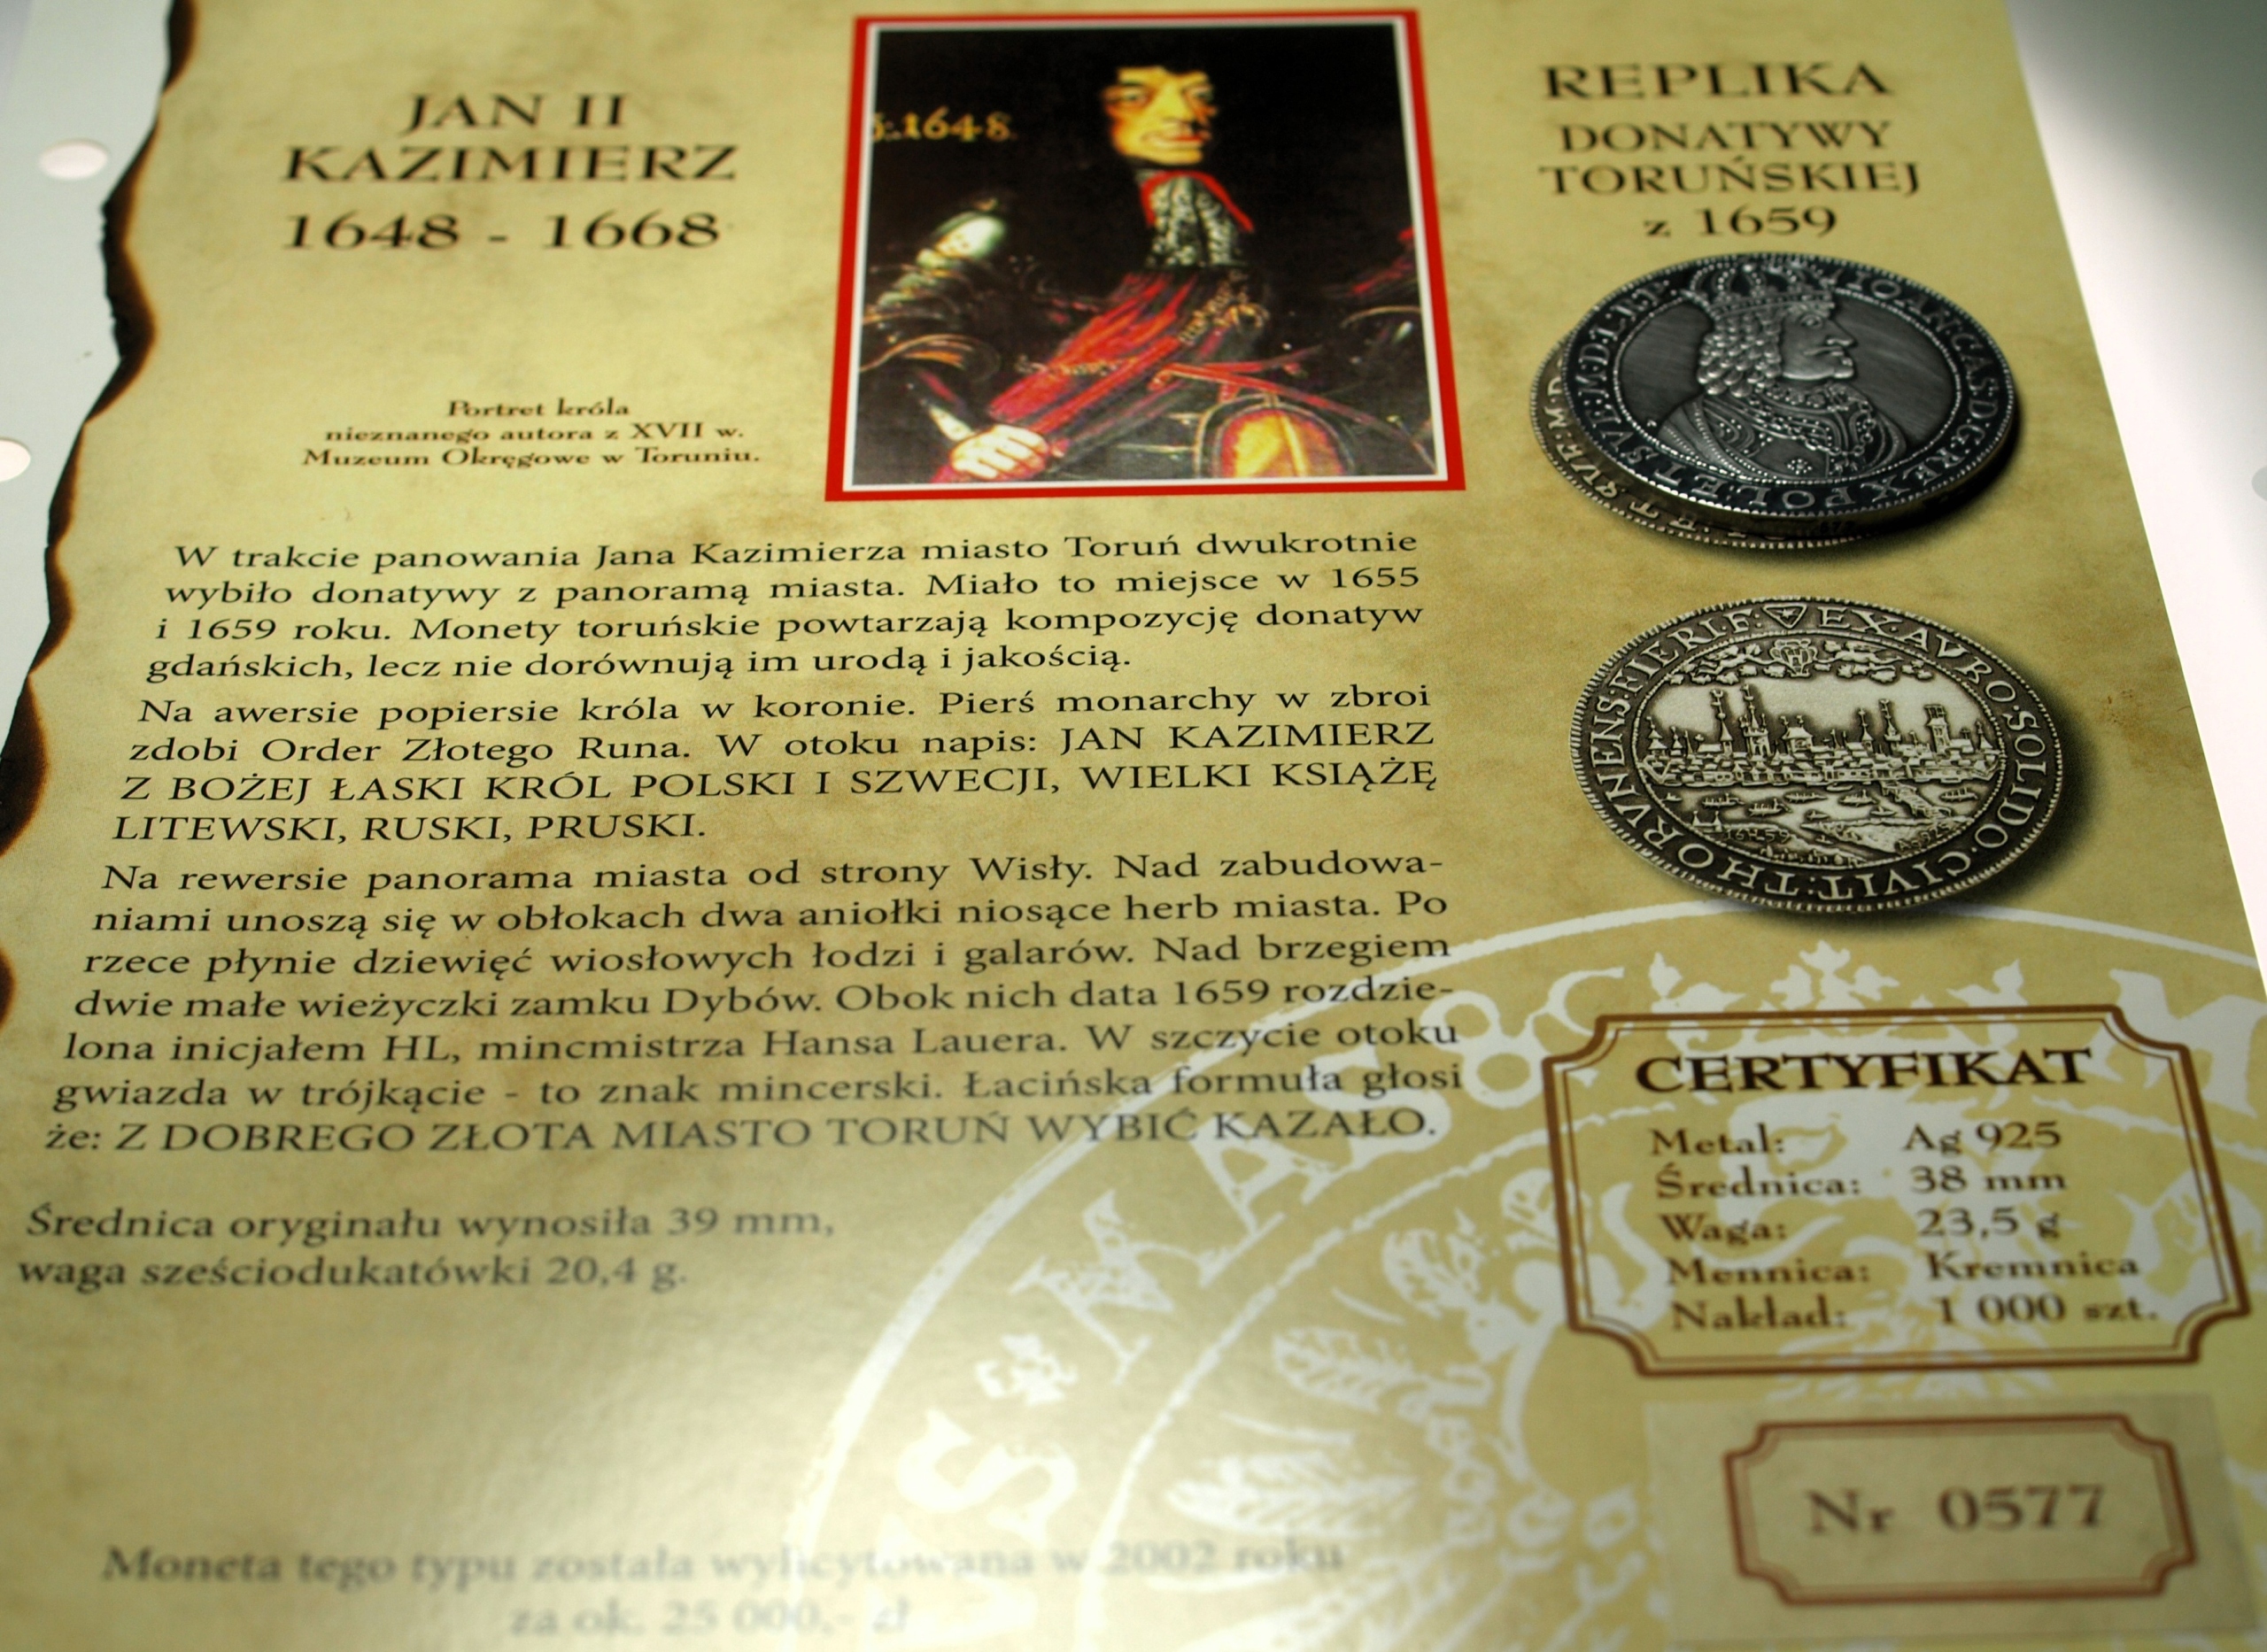 JAN II
KAZIMIERZ
1648 - 1668
1648
REPLIKA
DONATYWY
TORUŃSKIEJ
z 1659
Portret króla
nieznanego autora z XVII w.
Muzeum Okręgowe w Toruniu.
W trakcie panowania Jana Kazimierza miasto Toruń dwukrotnie
wybiło donatywy z panoramą miasta. Miało to miejsce w 1655
i 1659 roku. Monety toruńskie powtarzają kompozycję donatyw
gdańskich, lecz nie dorównują im urodą i jakością.
Na awersie popiersie króla w koronie. Pierś monarchy w zbroi
zdobi Order Złotego Runa. W otoku napis: JAN KAZIMIERZ
Z BOŻEJ ŁASKI KRÓL POLSKI I SZWECJI, WIELKI KSIĄŻĘ
LITEWSKI, RUSKI, PRUSKI.
Na rewersie panorama miasta od strony Wisły. Nad zabudowa-
niami unoszą się w obłokach dwa aniołki niosące herb miasta. Po
rzece płynie dziewięć wiosłowych łodzi i galarów. Nad brzegiem
dwie małe wieżyczki zamku Dybów. Obok nich data 1659 rozdzie-
lona inicjałem HL, mincmistrza Hansa Lauera. W szczycie otoku
gwiazda w trójkącie - to znak mincerski. Łacińska formuła głosi
że: Z DOBREGO ZŁOTA MIASTO TORUŃ WYBIĆ KAZAŁO.
Średnica oryginału wynosiła 39 mm,
waga sześciodukatówki 20,4 g.
Moneta tego typu została wylicytowana w 2002 roku
za ok. 25 000,- zł
EX·AVRO·SOLIDO·CIVIT:THORVNENS·FIERIF:
CERTYFIKAT
Metal: Ag 925
Średnica: 38 mm
Waga: 23,5 g
Mennica: Kremnica
Nakład: 1 000 szt.
Nr 0577